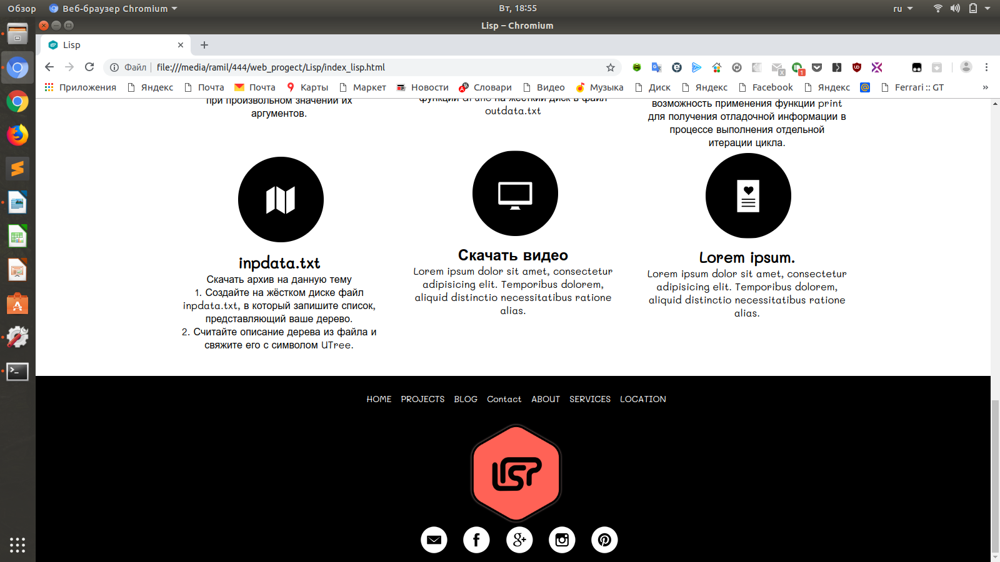 Обзор
Веб-браузер Chromium
Вт, 18:55
ru
Lisp – Chromium
Lisp
Файл
file:///media/ramil/444/web_progect/Lisp/index_lisp.html
1
Приложения
Яндекс
Почта
Почта
Карты
Маркет
Новости
Словари
Видео
Музыка
Диск
Яндекс
Facebook
Яндекс
Ferrari :: GT
»
при произвольном значении их
аргументов.
функции dFunc на жёсткий диск в файл
outdata.txt
возможность применения функции print
для получения отладочной информации в
процессе выполнения отдельной
итерации цикла.
inpdata.txt
Скачать архив на данную тему
1. Создайте на жёстком диске файл
inpdata.txt, в который запишите список,
представляющий ваше дерево.
2. Считайте описание дерева из файла и
свяжите его с символом UTree.
Скачать видео
Lorem ipsum dolor sit amet, consectetur
adipisicing elit. Temporibus dolorem,
aliquid distinctio necessitatibus ratione
alias.
Lorem ipsum.
Lorem ipsum dolor sit amet, consectetur
adipisicing elit. Temporibus dolorem,
aliquid distinctio necessitatibus ratione
alias.
HOME PROJECTS BLOG Contact ABOUT SERVICES LOCATION
LISP